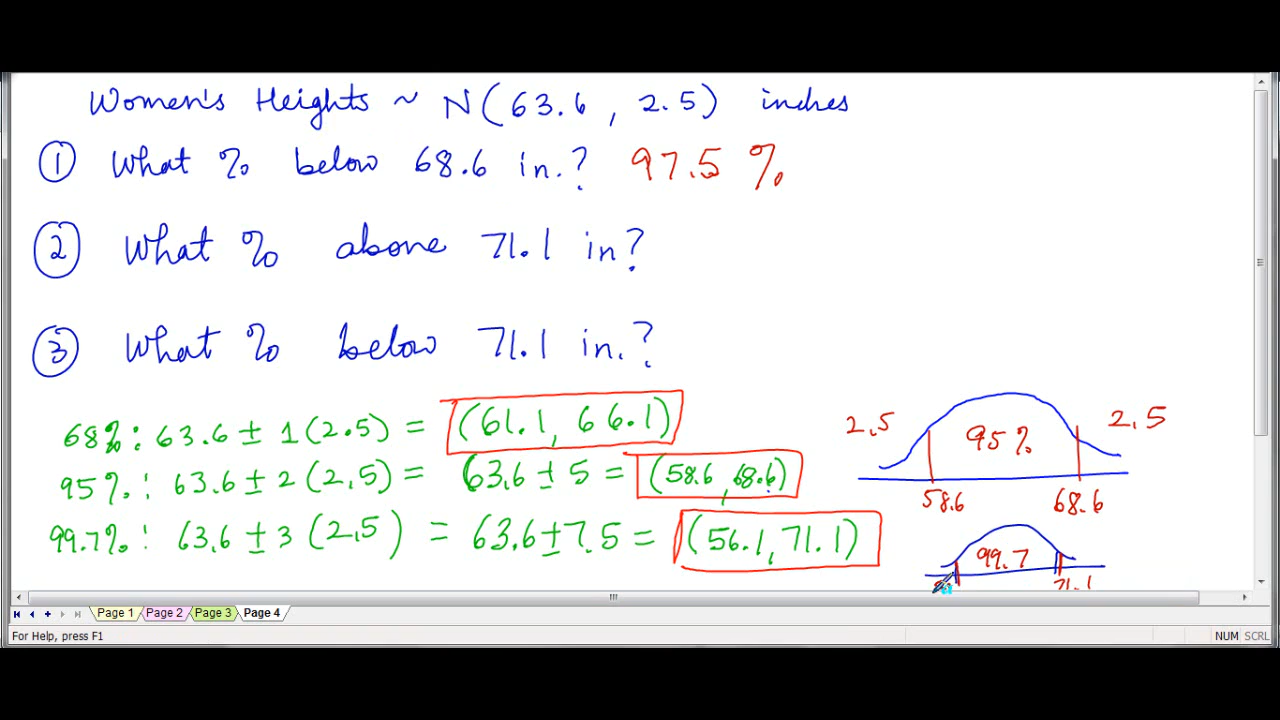 Women's Heights ~ N(63.6, 2.5) inches
① What % below 68.6 in.? 97.5 %
② What % above 71.1 in?
③ What % below 71.1 in.?
68%: 63.6 ± 1(2.5) = (61.1, 66.1)
95%: 63.6 ± 2(2.5) = (63.6 ± 5 = (58.6, 68.6)
99.7%: 63.6 ± 3(2.5) = 63.6 ± 7.5 = (56.1, 71.1)
2.5 95% 2.5
58.6 68.6
99.7
71.1
Page 1 Page 2 Page 3 Page 4
For Help, press F1 NUM SCRL